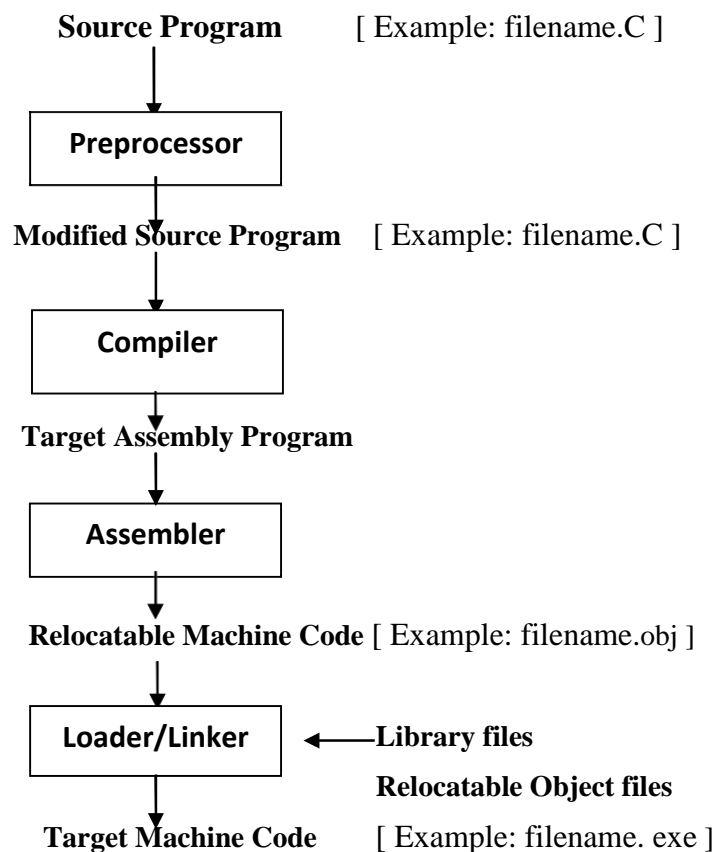 Source Program [ Example: filename.C ]
Preprocessor
Modified Source Program [ Example: filename.C ]
Compiler
Target Assembly Program
Assembler
Relocatable Machine Code [ Example: filename.obj ]
Loader/Linker Library files
Relocatable Object files
Target Machine Code [ Example: filename. exe ]